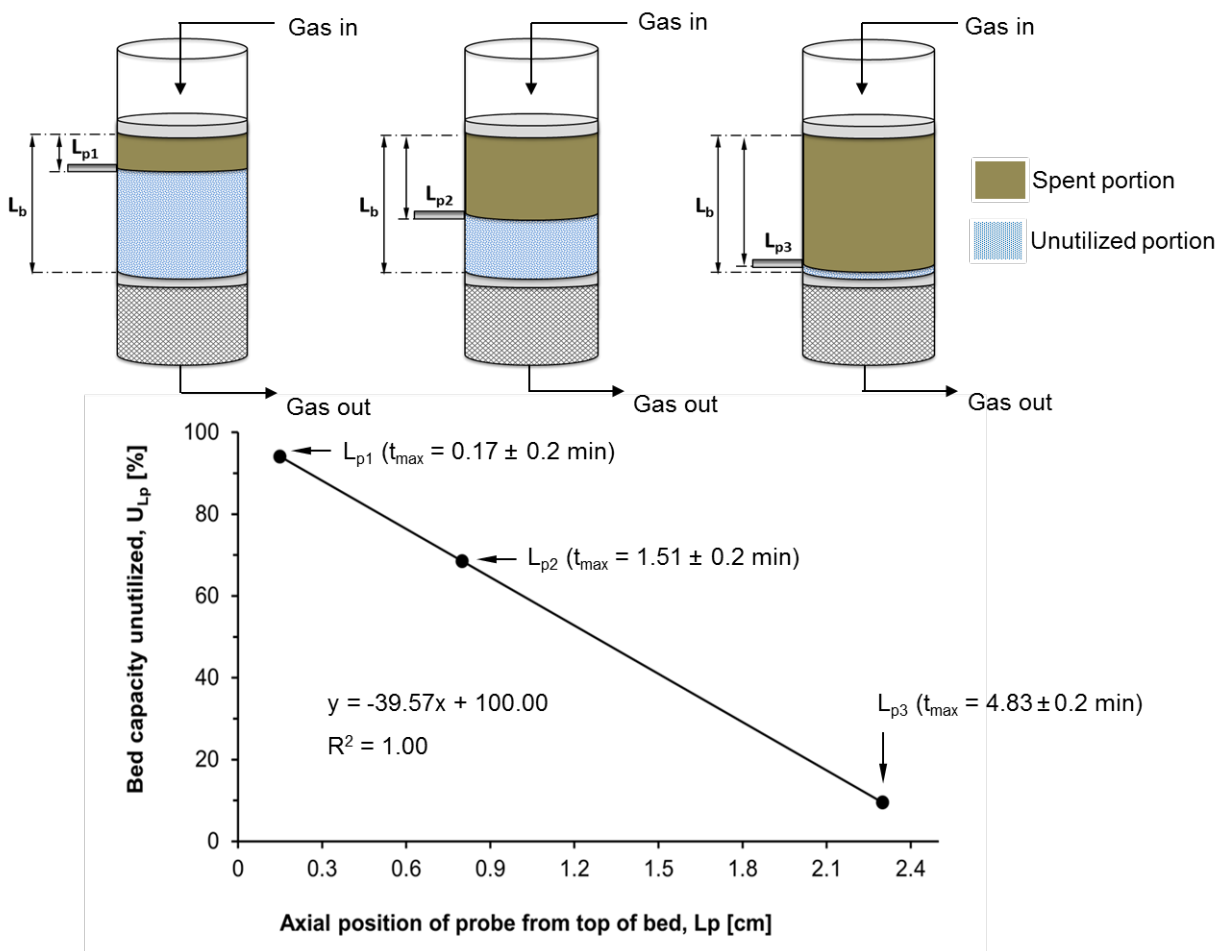 Gas in
Gas in
Gas in
Lp1
Lb
Lp2
Lb
Lp3
Lb
Spent portion
Unutilized portion
Gas out
Gas out
Gas out
Bed capacity unutilized, ULp [%]
100
80
60
40
20
0
Lp1 (tmax = 0.17 ± 0.2 min)
Lp2 (tmax = 1.51 ± 0.2 min)
Lp3 (tmax = 4.83 ± 0.2 min)
y = -39.57x + 100.00
R² = 1.00
0 0.3 0.6 0.9 1.2 1.5 1.8 2.1 2.4
Axial position of probe from top of bed, Lp [cm]